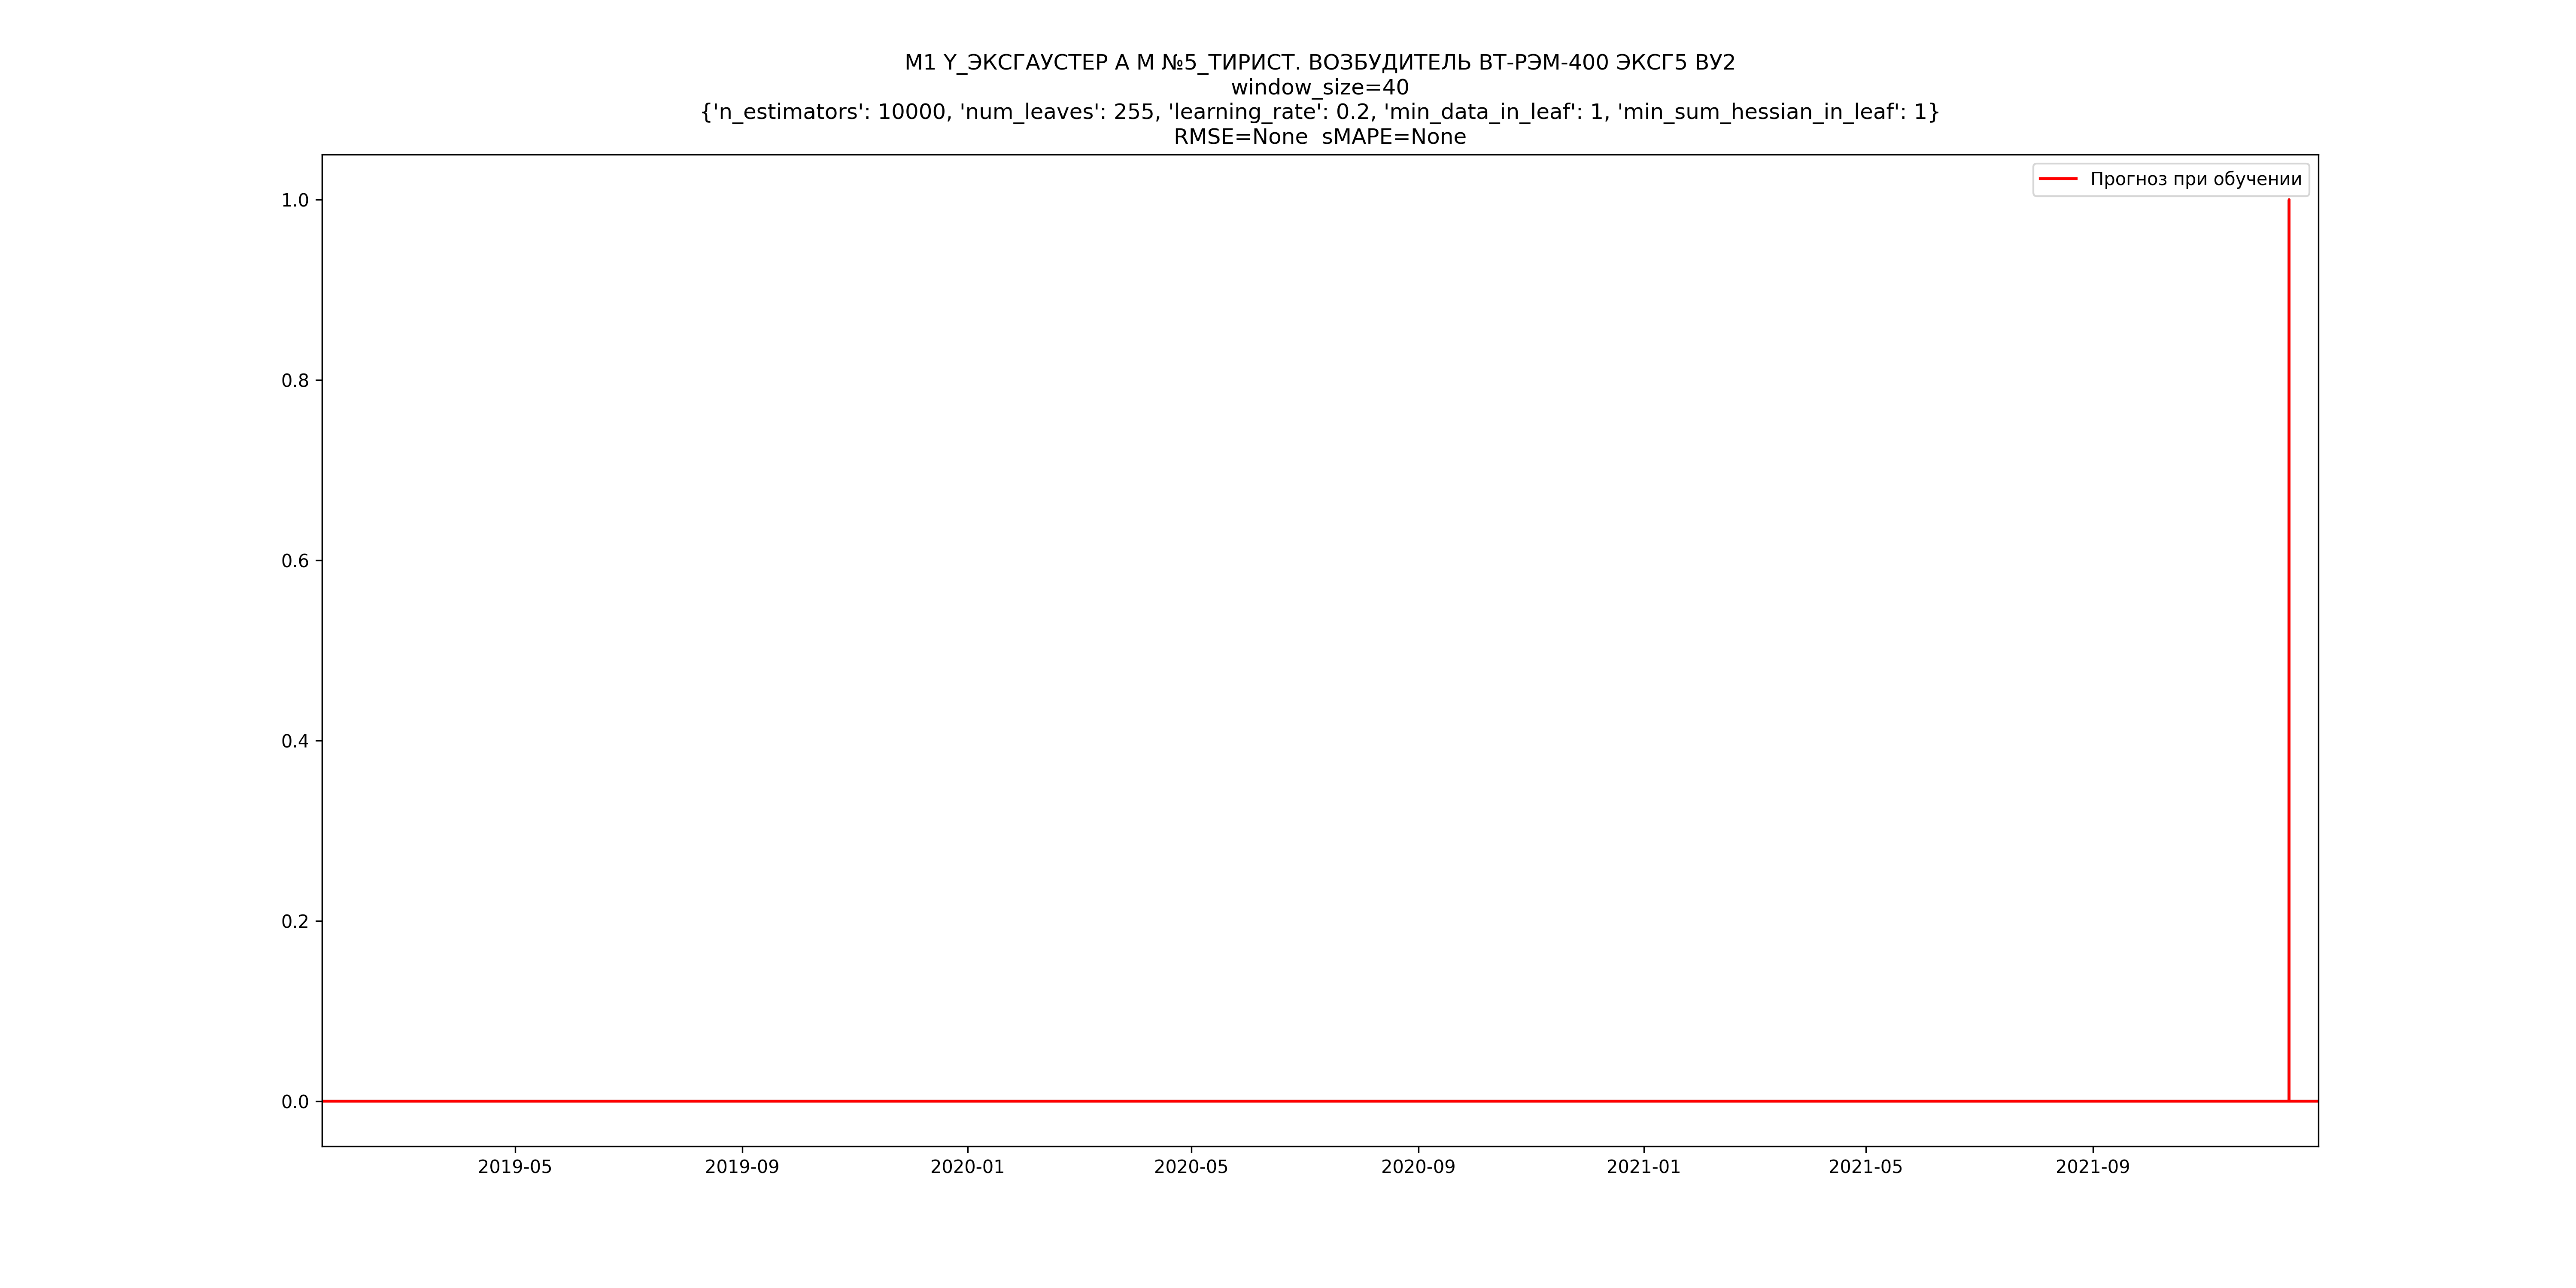 M1 Y_ЭКСГАУСТЕР А М №5_ТИРИСТ. ВОЗБУДИТЕЛЬ ВТ-РЭМ-400 ЭКСГ5 ВУ2
window_size=40
{'n_estimators': 10000, 'num_leaves': 255, 'learning_rate': 0.2, 'min_data_in_leaf': 1, 'min_sum_hessian_in_leaf': 1}
RMSE=None  sMAPE=None
Прогноз при обучении
1.0
0.8
0.6
0.4
0.2
0.0
2019-05 2019-09 2020-01 2020-05 2020-09 2021-01 2021-05 2021-09